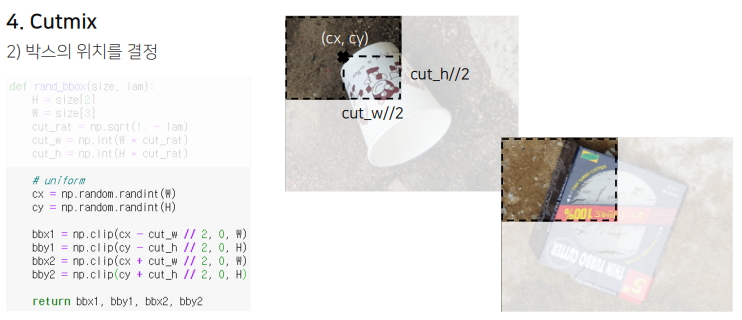 4. Cutmix
2) 박스의 위치를 결정
def rand_bbox(size, lam):
H = size[2]
W = size[3]
cut_rat = np.sqrt(1. - lam)
cut_w = np.int(W * cut_rat)
cut_h = np.int(H * cut_rat)
# uniform
cx = np.random.randint(W)
cy = np.random.randint(H)
bbx1 = np.clip(cx - cut_w // 2, 0, W)
bby1 = np.clip(cy - cut_h // 2, 0, H)
bbx2 = np.clip(cx + cut_w // 2, 0, W)
bby2 = np.clip(cy + cut_h // 2, 0, H)
return bbx1, bby1, bbx2, bby2
(cx, cy)
cut_h//2
cut_w//2
100%
THIN TURBO CUTTER
5"